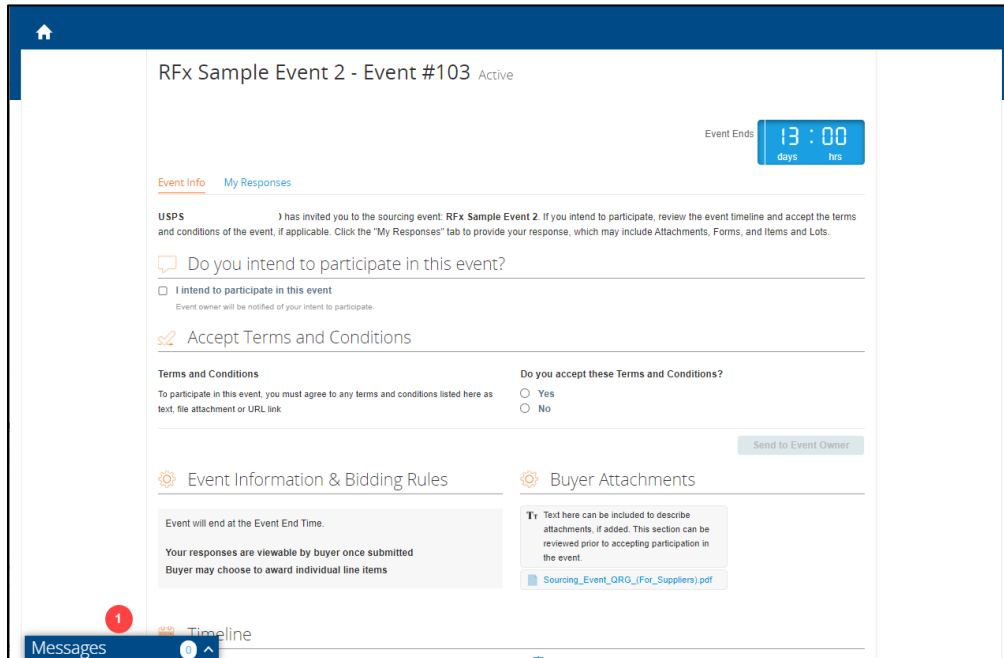 RFx Sample Event 2 - Event #103 Active
Event Ends
13 : 00
days hrs
Event Info My Responses
USPS ) has invited you to the sourcing event: RFx Sample Event 2. If you intend to participate, review the event timeline and accept the terms
and conditions of the event, if applicable. Click the "My Responses" tab to provide your response, which may include Attachments, Forms, and Items and Lots.
Do you intend to participate in this event?
I intend to participate in this event
Event owner will be notified of your intent to participate.
Accept Terms and Conditions
Terms and Conditions
To participate in this event, you must agree to any terms and conditions listed here as
text, file attachment or URL link
Do you accept these Terms and Conditions?
Yes
No
Send to Event Owner
Event Information & Bidding Rules
Event will end at the Event End Time.
Your responses are viewable by buyer once submitted
Buyer may choose to award individual line items
Buyer Attachments
TT Text here can be included to describe
attachments, if added. This section can be
reviewed prior to accepting participation in
the event.
Sourcing_Event_QRG_(For_Suppliers).pdf
1
Timeline
Messages 0